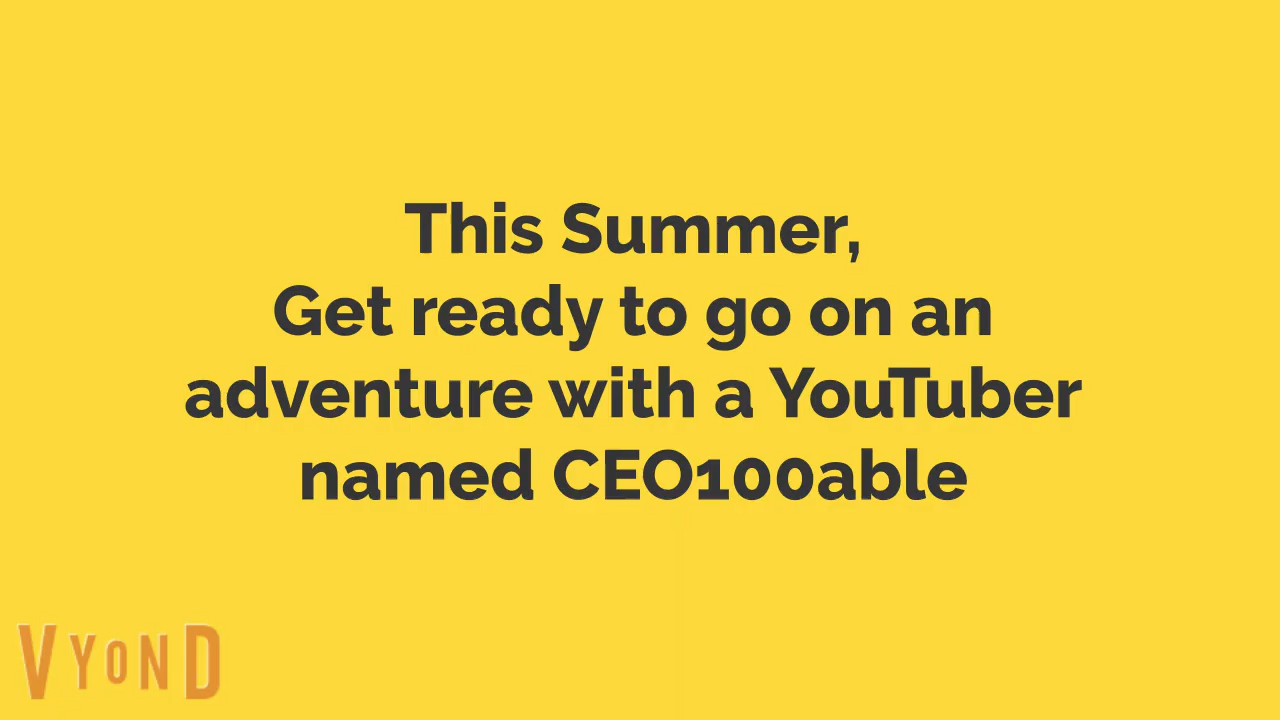 This Summer,
Get ready to go on an
adventure with a YouTuber
named CEO100able
VYOND